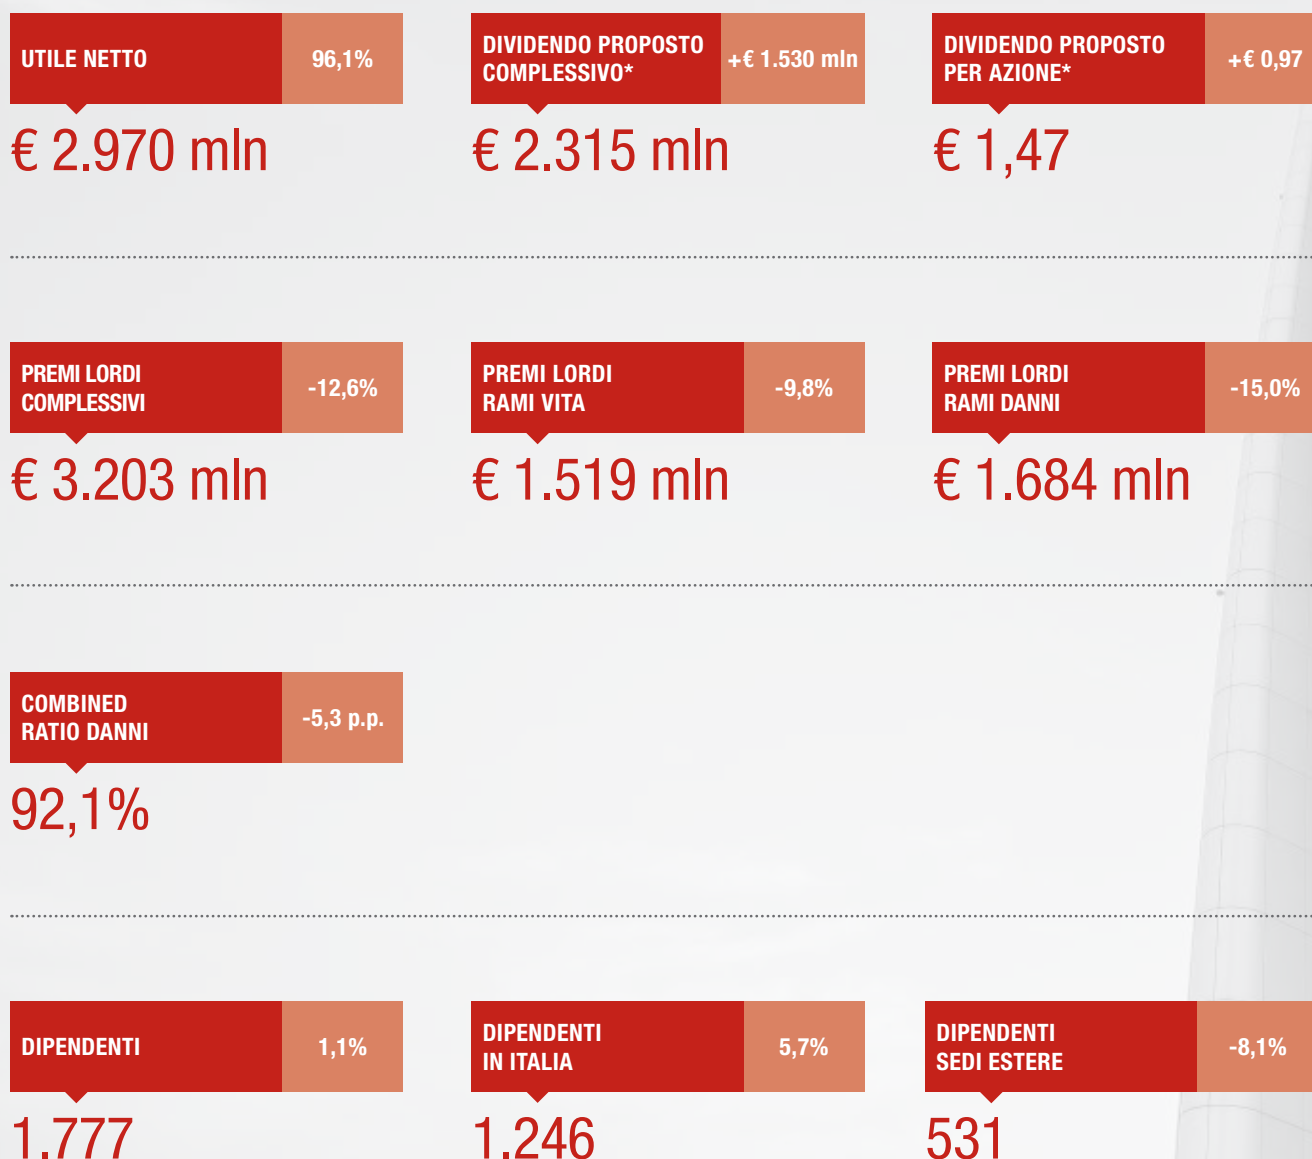 UTILE NETTO
96,1%
€ 2.970 mln
DIVIDENDO PROPOSTO
COMPLESSIVO*
+€ 1.530 mln
€ 2.315 mln
DIVIDENDO PROPOSTO
PER AZIONE*
+€ 0,97
€ 1,47
PREMI LORDI
COMPLESSIVI
-12,6%
€ 3.203 mln
PREMI LORDI
RAMI VITA
-9,8%
€ 1.519 mln
PREMI LORDI
RAMI DANNI
-15,0%
€ 1.684 mln
COMBINED
RATIO DANNI
-5,3 p.p.
92,1%
DIPENDENTI
1,1%
1.777
DIPENDENTI
IN ITALIA
5,7%
1.246
DIPENDENTI
SEDI ESTERE
-8,1%
531